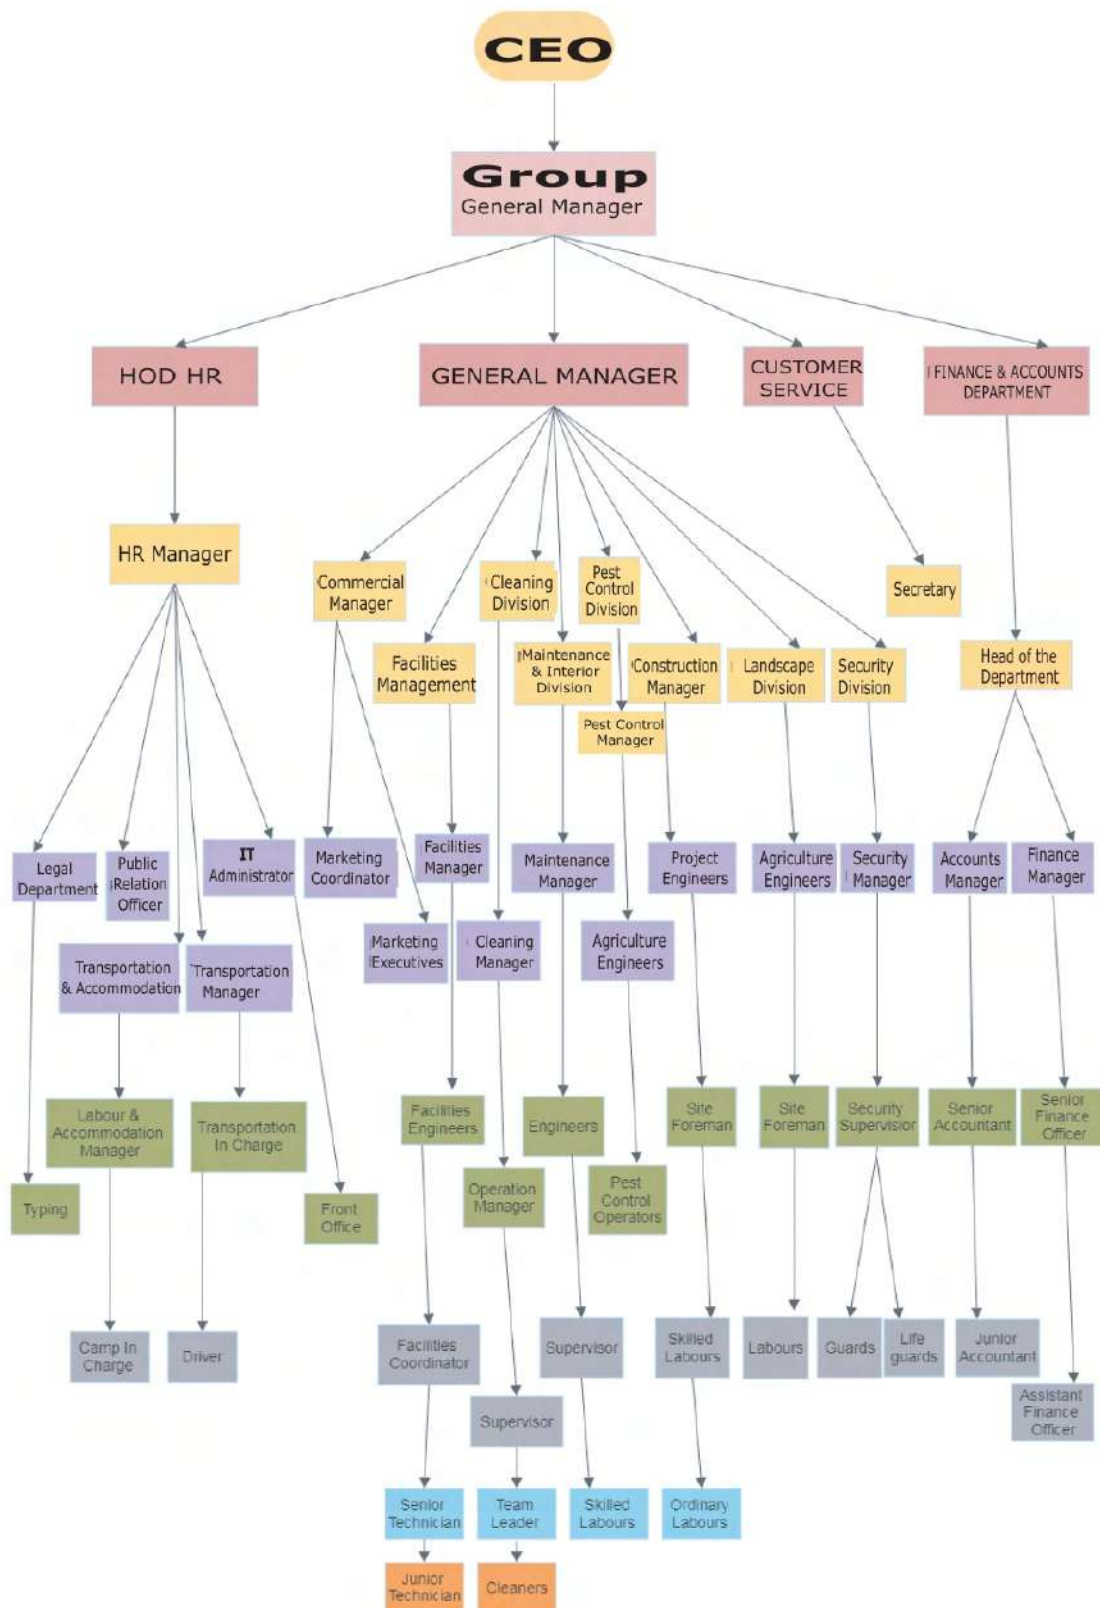 CEO
Group
General Manager
HOD HR
GENERAL MANAGER
CUSTOMER
SERVICE
FINANCE & ACCOUNTS
DEPARTMENT
HR Manager
Commercial
Manager
Cleaning
Division
Pest
Control
Division
Secretary
Facilities
Management
Maintenance
& Interior
Division
Construction
Manager
Landscape
Division
Security
Division
Head of the
Department
Pest Control
Manager
Legal
Department
Public
Relation
Officer
IT
Administrator
Marketing
Coordinator
Facilities
Manager
Maintenance
Manager
Project
Engineers
Agriculture
Engineers
Security
Manager
Accounts
Manager
Finance
Manager
Transportation
& Accommodation
Transportation
Manager
Marketing
Executives
Cleaning
Manager
Agriculture
Engineers
Labour &
Accommodation
Manager
Transportation
In Charge
Facilities
Engineers
Engineers
Site
Foreman
Site
Foreman
Security
Supervisior
Senior
Accountant
Senior
Finance
Officer
Typing
Front
Office
Operation
Manager
Pest
Control
Operators
Camp In
Charge
Driver
Facilities
Coordinator
Supervisor
Skilled
Labours
Labours
Guards
Life
guards
Junior
Accountant
Assistant
Finance
Officer
Supervisor
Senior
Technician
Team
Leader
Skilled
Labours
Ordinary
Labours
Junior
Technician
Cleaners